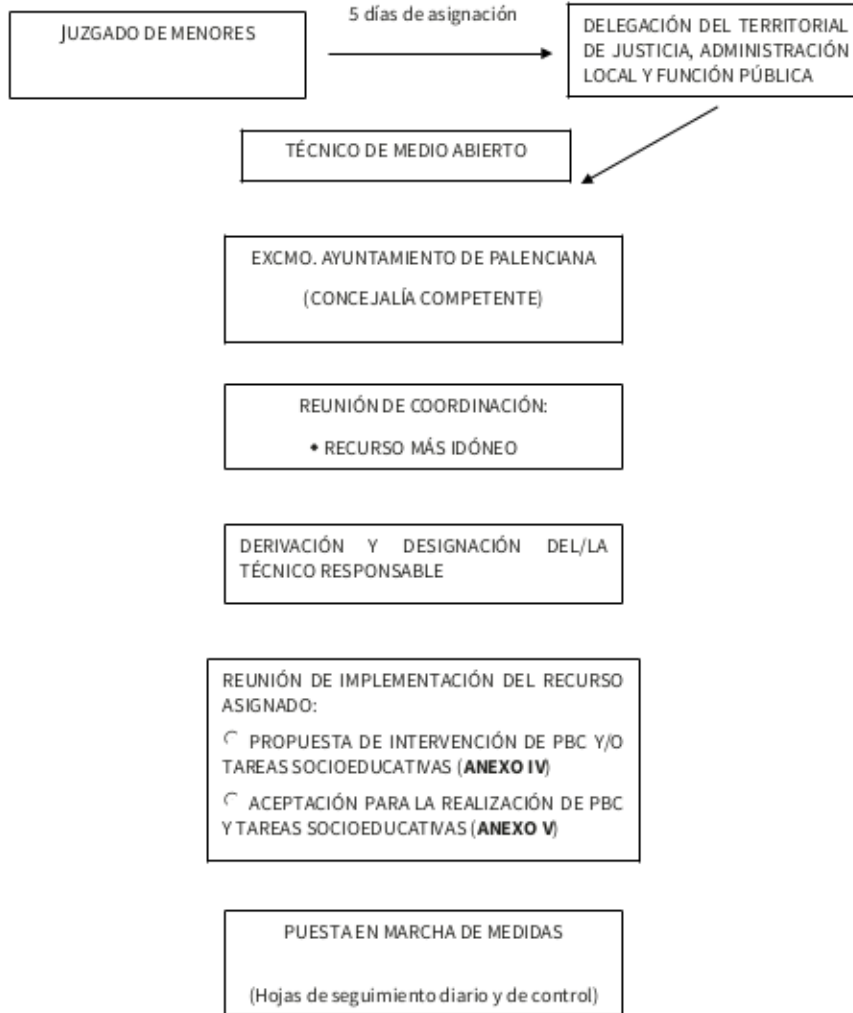 JUZGADO DE MENORES
5 días de asignación
DELEGACIÓN DEL TERRITORIAL
DE JUSTICIA, ADMINISTRACIÓN
LOCAL Y FUNCIÓN PÚBLICA
TÉCNICO DE MEDIO ABIERTO
EXCMO. AYUNTAMIENTO DE PALENCIANA
(CONCEJALÍA COMPETENTE)
REUNIÓN DE COORDINACIÓN:
• RECURSO MÁS IDÓNEO
DERIVACIÓN Y DESIGNACIÓN DEL/LA
TÉCNICO RESPONSABLE
REUNIÓN DE IMPLEMENTACIÓN DEL RECURSO
ASIGNADO:
PROPUESTA DE INTERVENCIÓN DE PBC Y/O
TAREAS SOCIOEDUCATIVAS (ANEXO IV)
ACEPTACIÓN PARA LA REALIZACIÓN DE PBC
Y TAREAS SOCIOEDUCATIVAS (ANEXO V)
PUESTA EN MARCHA DE MEDIDAS
(Hojas de seguimiento diario y de control)